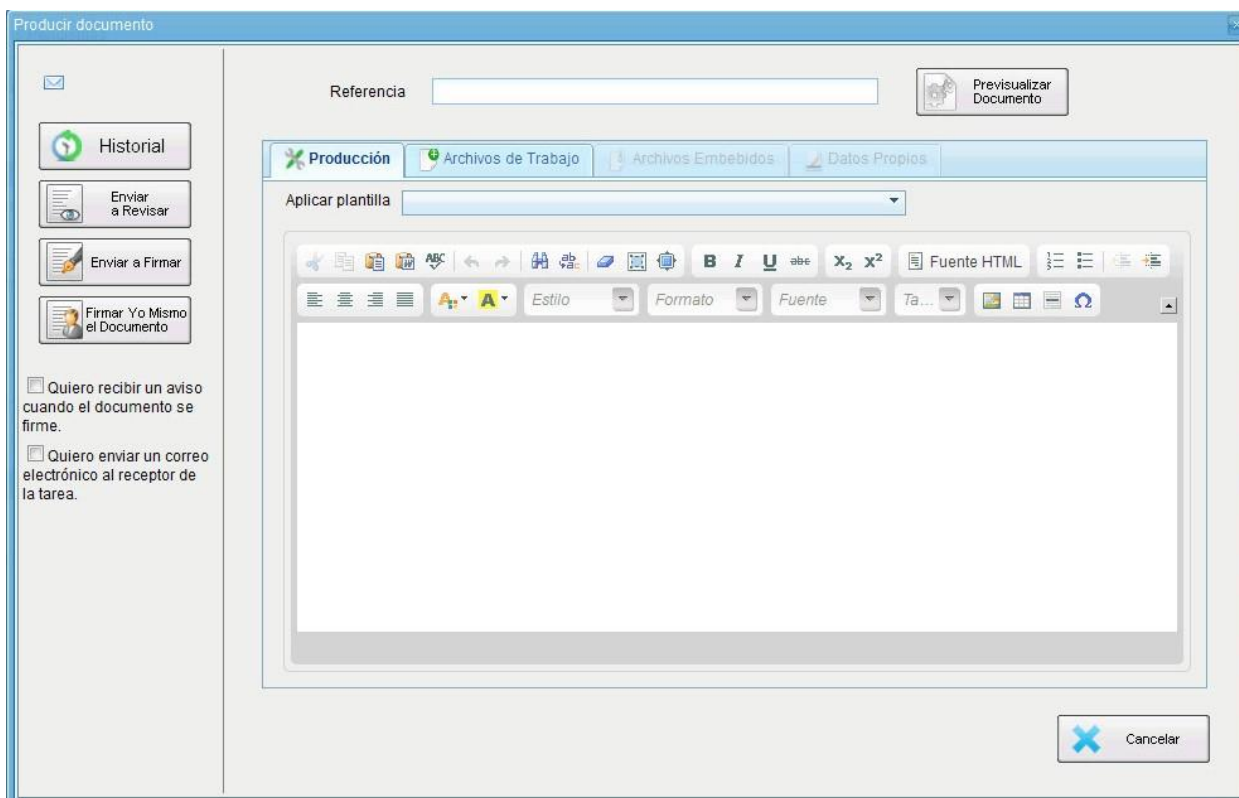 Producir documento
Referencia
Previsualizar
Documento
Historial
Enviar
a Revisar
Enviar a Firmar
Firmar Yo Mismo
el Documento
Quiero recibir un aviso
cuando el documento se
firme.
Quiero enviar un correo
electrónico al receptor de
la tarea.
Producción
Archivos de Trabajo
Archivos Embebidos
Datos Propios
Aplicar plantilla
ABC
B I U abc X₂ X² Fuente HTML
A A Estilo Formato Fuente Ta... Ω
Cancelar